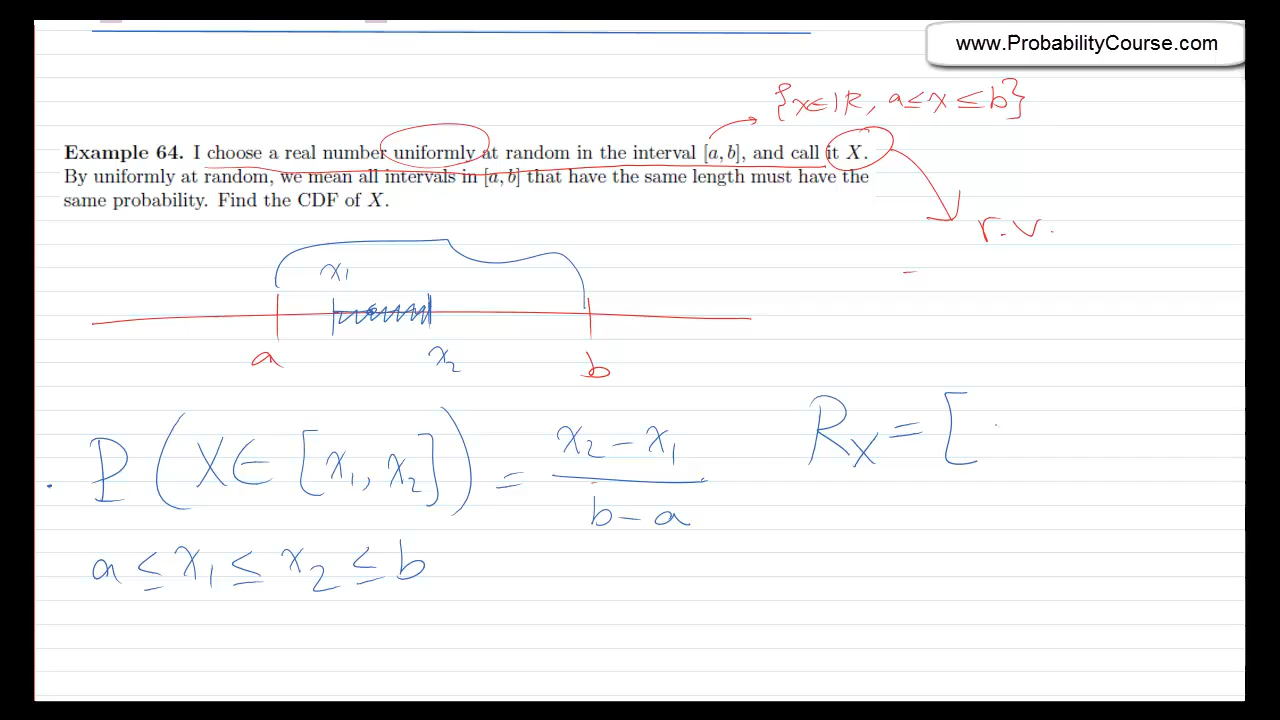 www.ProbabilityCourse.com
{x∈ℝ, a≤x≤b}
Example 64. I choose a real number uniformly at random in the interval [a, b], and call it X.
By uniformly at random, we mean all intervals in [a, b] that have the same length must have the
same probability. Find the CDF of X.
r.v.
x₁
a x₂ b
P(X∈[x₁, x₂]) = (x₂ − x₁)/(b − a)
R_X = [
a ≤ x₁ ≤ x₂ ≤ b